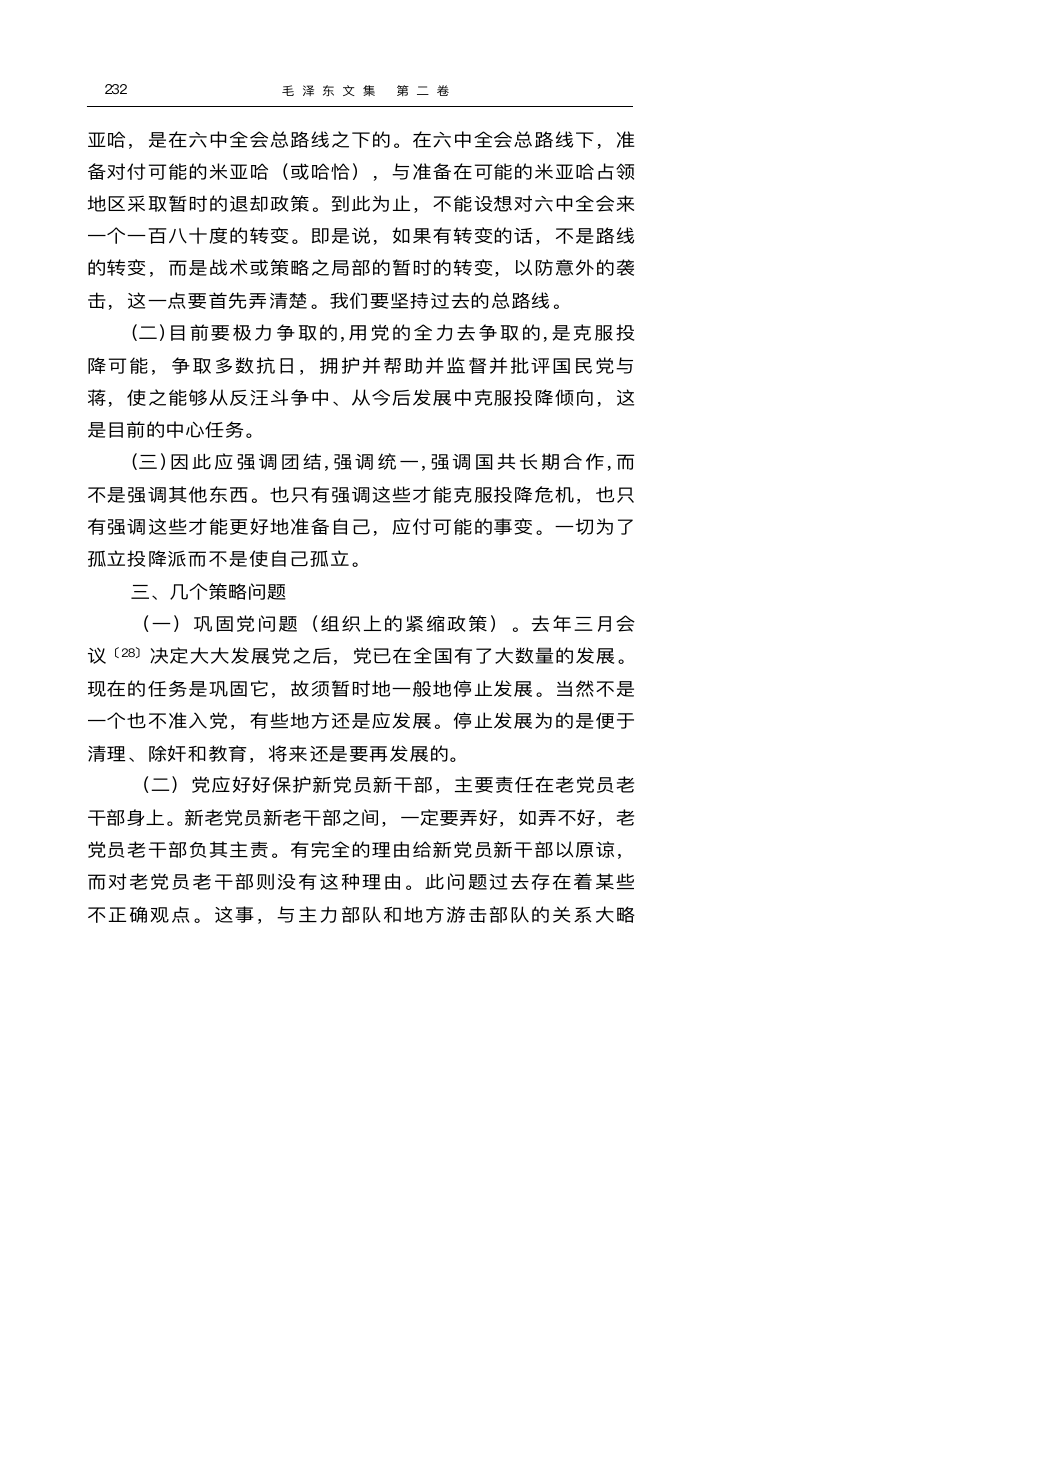 232
毛泽东文集 第二卷
亚哈，是在六中全会总路线之下的。在六中全会总路线下，准
备对付可能的米亚哈（或哈恰），与准备在可能的米亚哈占领
地区采取暂时的退却政策。到此为止，不能设想对六中全会来
一个一百八十度的转变。即是说，如果有转变的话，不是路线
的转变，而是战术或策略之局部的暂时的转变，以防意外的袭
击，这一点要首先弄清楚。我们要坚持过去的总路线。
(二)目前要极力争取的,用党的全力去争取的,是克服投
降可能，争取多数抗日，拥护并帮助并监督并批评国民党与
蒋，使之能够从反汪斗争中、从今后发展中克服投降倾向，这
是目前的中心任务。
(三)因此应强调团结,强调统一,强调国共长期合作,而
不是强调其他东西。也只有强调这些才能克服投降危机，也只
有强调这些才能更好地准备自己，应付可能的事变。一切为了
孤立投降派而不是使自己孤立。
三、几个策略问题
（一）巩固党问题（组织上的紧缩政策）。去年三月会
议〔28〕决定大大发展党之后，党已在全国有了大数量的发展。
现在的任务是巩固它，故须暂时地一般地停止发展。当然不是
一个也不准入党，有些地方还是应发展。停止发展为的是便于
清理、除奸和教育，将来还是要再发展的。
（二）党应好好保护新党员新干部，主要责任在老党员老
干部身上。新老党员新老干部之间，一定要弄好，如弄不好，老
党员老干部负其主责。有完全的理由给新党员新干部以原谅，
而对老党员老干部则没有这种理由。此问题过去存在着某些
不正确观点。这事，与主力部队和地方游击部队的关系大略